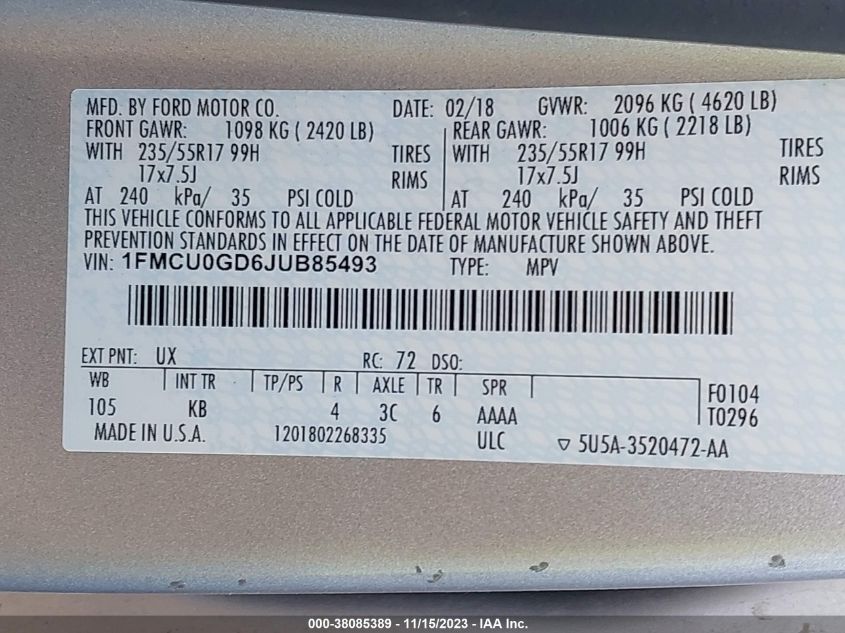 MFD. BY FORD MOTOR CO. DATE: 02/18 GVWR: 2096 KG ( 4620 LB)
FRONT GAWR: 1098 KG ( 2420 LB) REAR GAWR: 1006 KG ( 2218 LB)
WITH 235/55R17 99H TIRES WITH 235/55R17 99H TIRES
17x7.5J RIMS 17x7.5J RIMS
AT 240 kPa/ 35 PSI COLD AT 240 kPa/ 35 PSI COLD
THIS VEHICLE CONFORMS TO ALL APPLICABLE FEDERAL MOTOR VEHICLE SAFETY AND THEFT
PREVENTION STANDARDS IN EFFECT ON THE DATE OF MANUFACTURE SHOWN ABOVE.
VIN: 1FMCU0GD6JUB85493 TYPE: MPV
EXT PNT: UX RC: 72 DSO:
WB INT TR TP/PS R AXLE TR SPR F0104
105 KB 4 3C 6 AAAA T0296
MADE IN U.S.A. 1201802268335 ULC ▽ 5U5A-3520472-AA
000-38085389 - 11/15/2023 - IAA Inc.